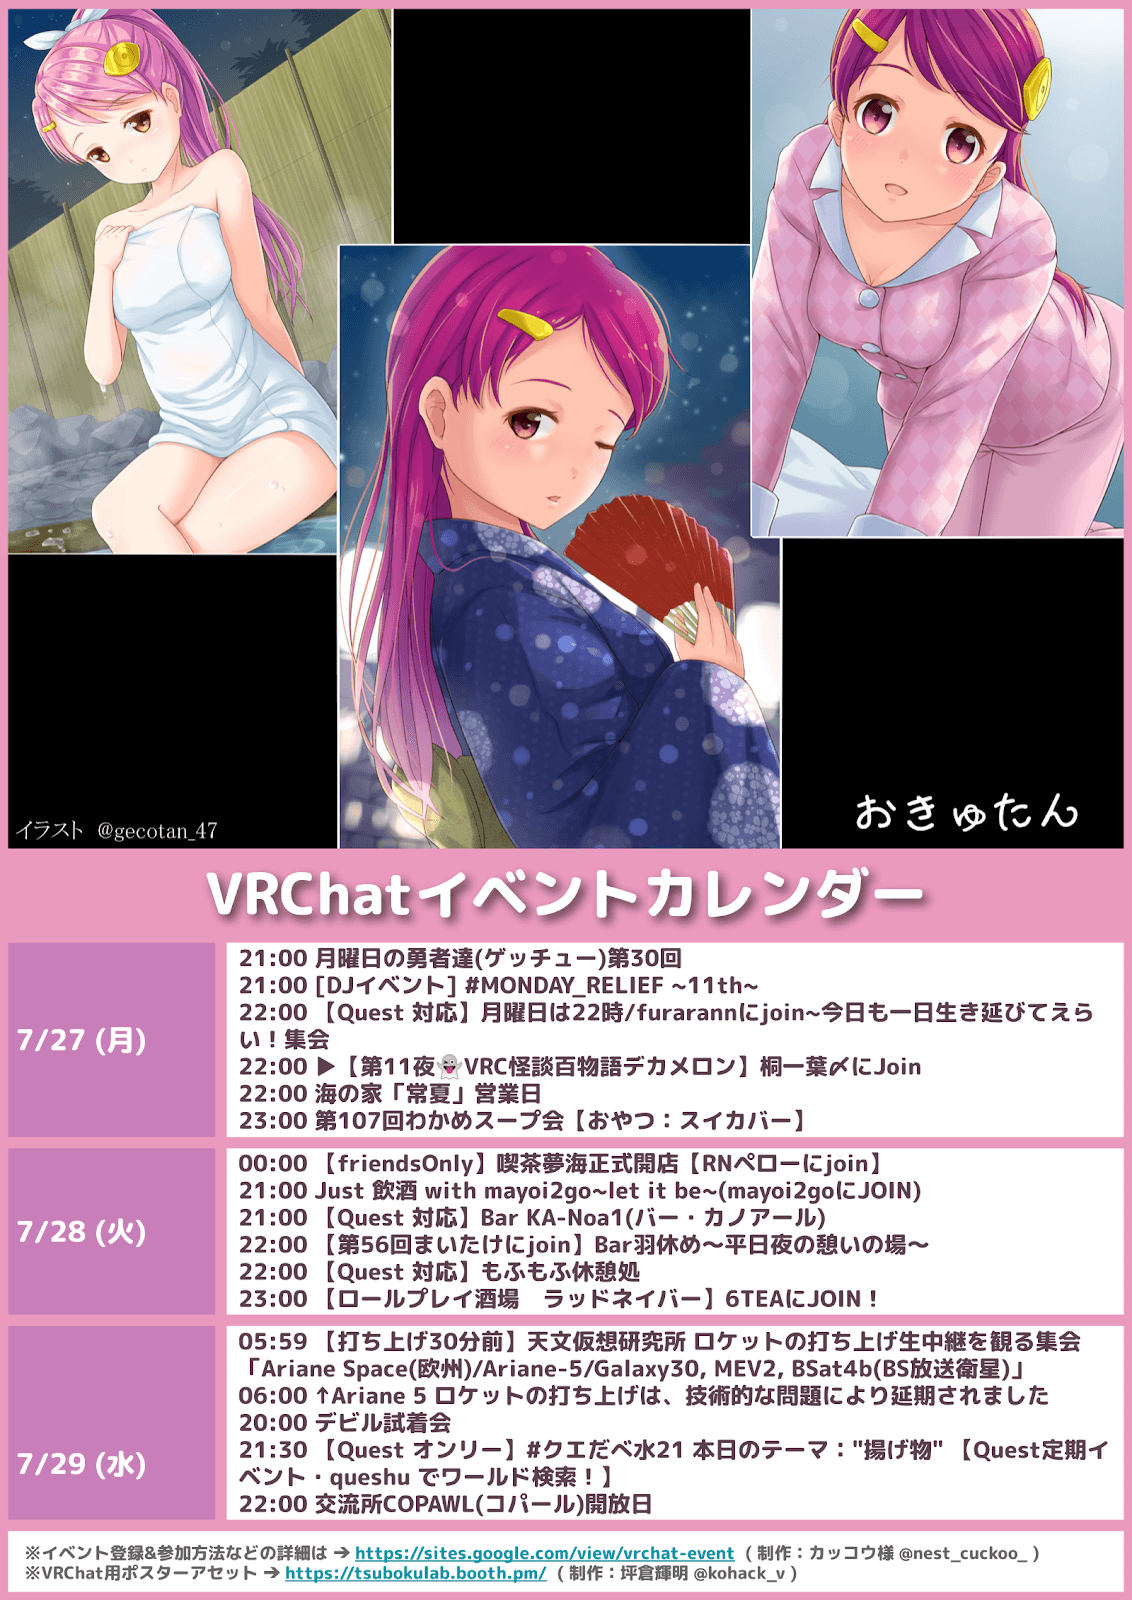 イラスト @gecotan_47
おきゅたん
VRChatイベントカレンダー
7/27 (月)
21:00 月曜日の勇者達(ゲッチュー)第30回
21:00 [DJイベント] #MONDAY_RELIEF ~11th~
22:00 【Quest 対応】月曜日は22時/furarannにjoin~今日も一日生き延びてえら
い！集会
22:00 ▶【第11夜👻VRC怪談百物語デカメロン】桐一葉〆にJoin
22:00 海の家「常夏」営業日
23:00 第107回わかめスープ会【おやつ：スイカバー】
7/28 (火)
00:00 【friendsOnly】喫茶夢海正式開店【RNペローにjoin】
21:00 Just 飲酒 with mayoi2go~let it be~(mayoi2goにJOIN)
21:00 【Quest 対応】Bar KA-Noa1(バー・カノアール)
22:00 【第56回まいたけにjoin】Bar羽休め～平日夜の憩いの場～
22:00 【Quest 対応】もふもふ休憩処
23:00 【ロールプレイ酒場　ラッドネイバー】6TEAにJOIN！
7/29 (水)
05:59 【打ち上げ30分前】天文仮想研究所 ロケットの打ち上げ生中継を観る集会
「Ariane Space(欧州)/Ariane-5/Galaxy30, MEV2, BSat4b(BS放送衛星)」
06:00 ↑Ariane 5 ロケットの打ち上げは、技術的な問題により延期されました
20:00 デビル試着会
21:30 【Quest オンリー】#クエだべ水21 本日のテーマ："揚げ物" 【Quest定期イ
ベント・queshu でワールド検索！】
22:00 交流所COPAWL(コパール)開放日
※イベント登録&参加方法などの詳細は → https://sites.google.com/view/vrchat-event ( 制作：カッコウ様 @nest_cuckoo_ )
※VRChat用ポスターアセット → https://tsubokulab.booth.pm/ ( 制作：坪倉輝明 @kohack_v )